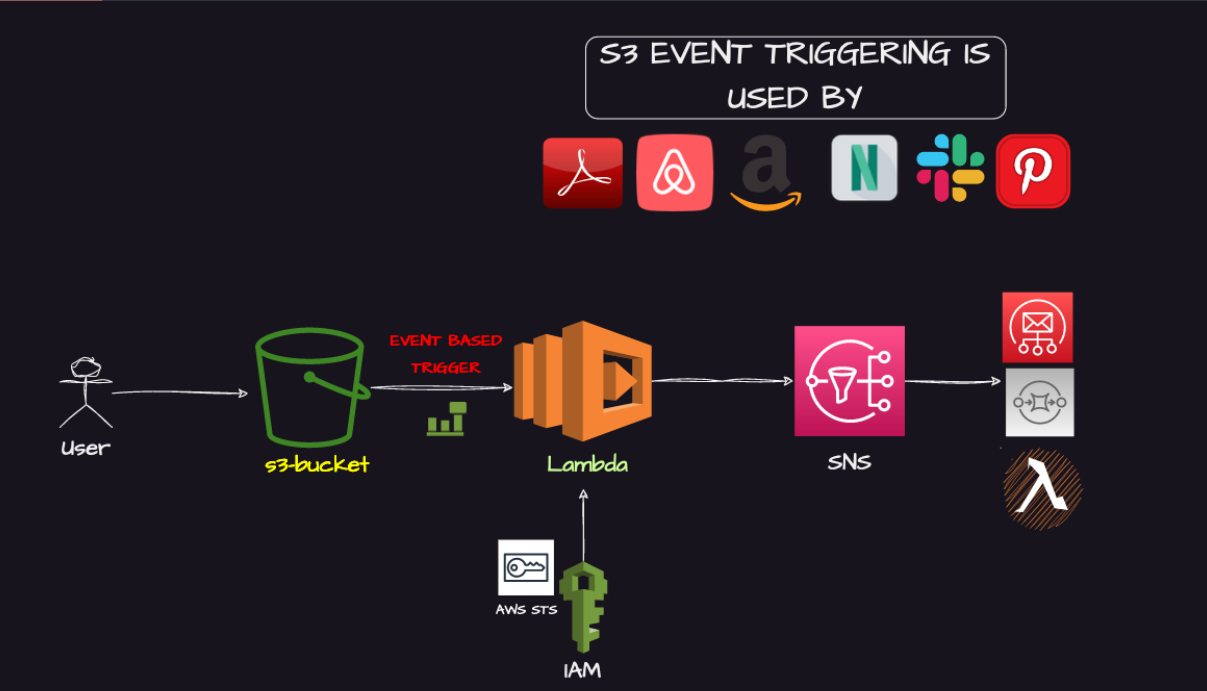 S3 EVENT TRIGGERING IS
USED BY
a
N
EVENT BASED
TRIGGER
User
s3-bucket
Lambda
SNS
λ
AWS STS
IAM